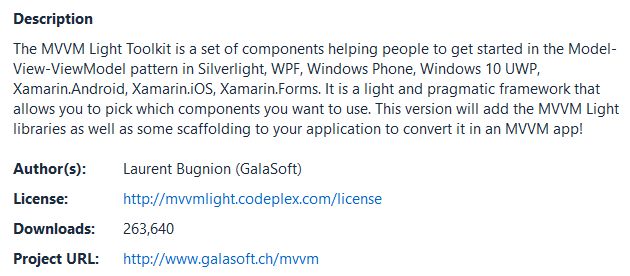 Description
The MVVM Light Toolkit is a set of components helping people to get started in the Model-
View-ViewModel pattern in Silverlight, WPF, Windows Phone, Windows 10 UWP,
Xamarin.Android, Xamarin.iOS, Xamarin.Forms. It is a light and pragmatic framework that
allows you to pick which components you want to use. This version will add the MVVM Light
libraries as well as some scaffolding to your application to convert it in an MVVM app!
Author(s): Laurent Bugnion (GalaSoft)
License: http://mvvmlight.codeplex.com/license
Downloads: 263,640
Project URL: http://www.galasoft.ch/mvvm